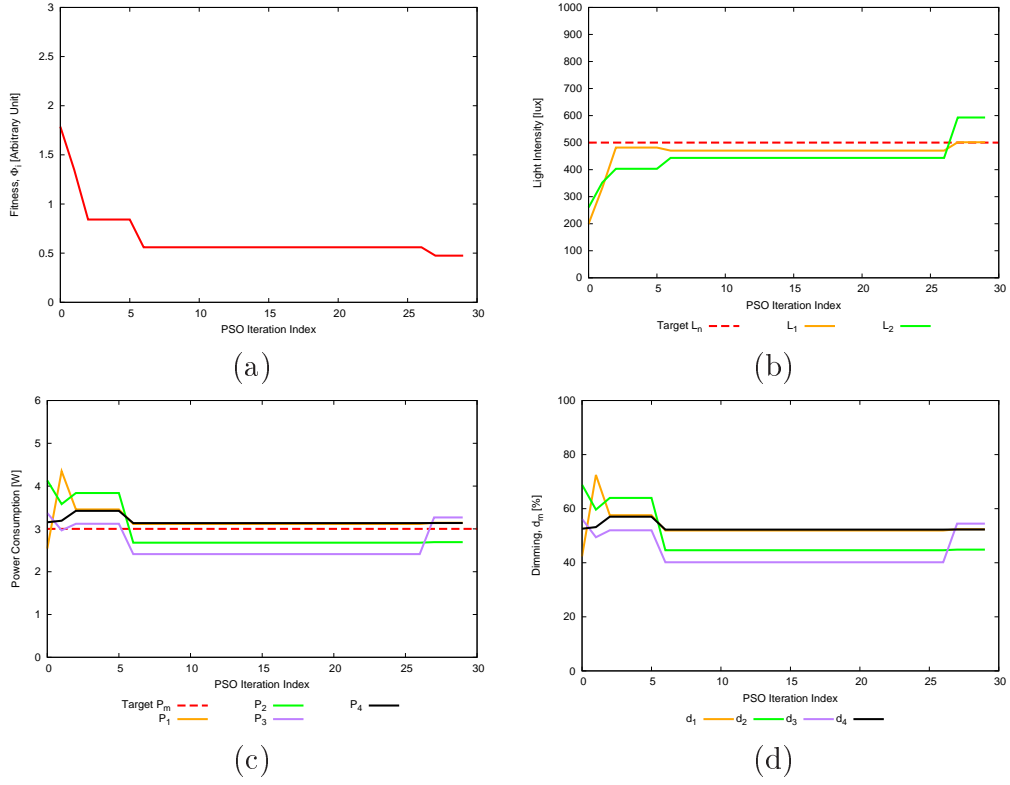 3
2.5
2
1.5
1
0.5
0
Fitness, Φi [Arbitrary Unit]
0 5 10 15 20 25 30
PSO Iteration Index
(a)
1000
900
800
700
600
500
400
300
200
100
0
Light Intensity [lux]
0 5 10 15 20 25 30
PSO Iteration Index
Target Ln L1 L2
(b)
6
5
4
3
2
1
0
Power Consumption [W]
0 5 10 15 20 25 30
PSO Iteration Index
Target Pm P2 P4
P1 P3
(c)
100
80
60
40
20
0
Dimming, dm [%]
0 5 10 15 20 25 30
PSO Iteration Index
d1 d2 d3 d4
(d)